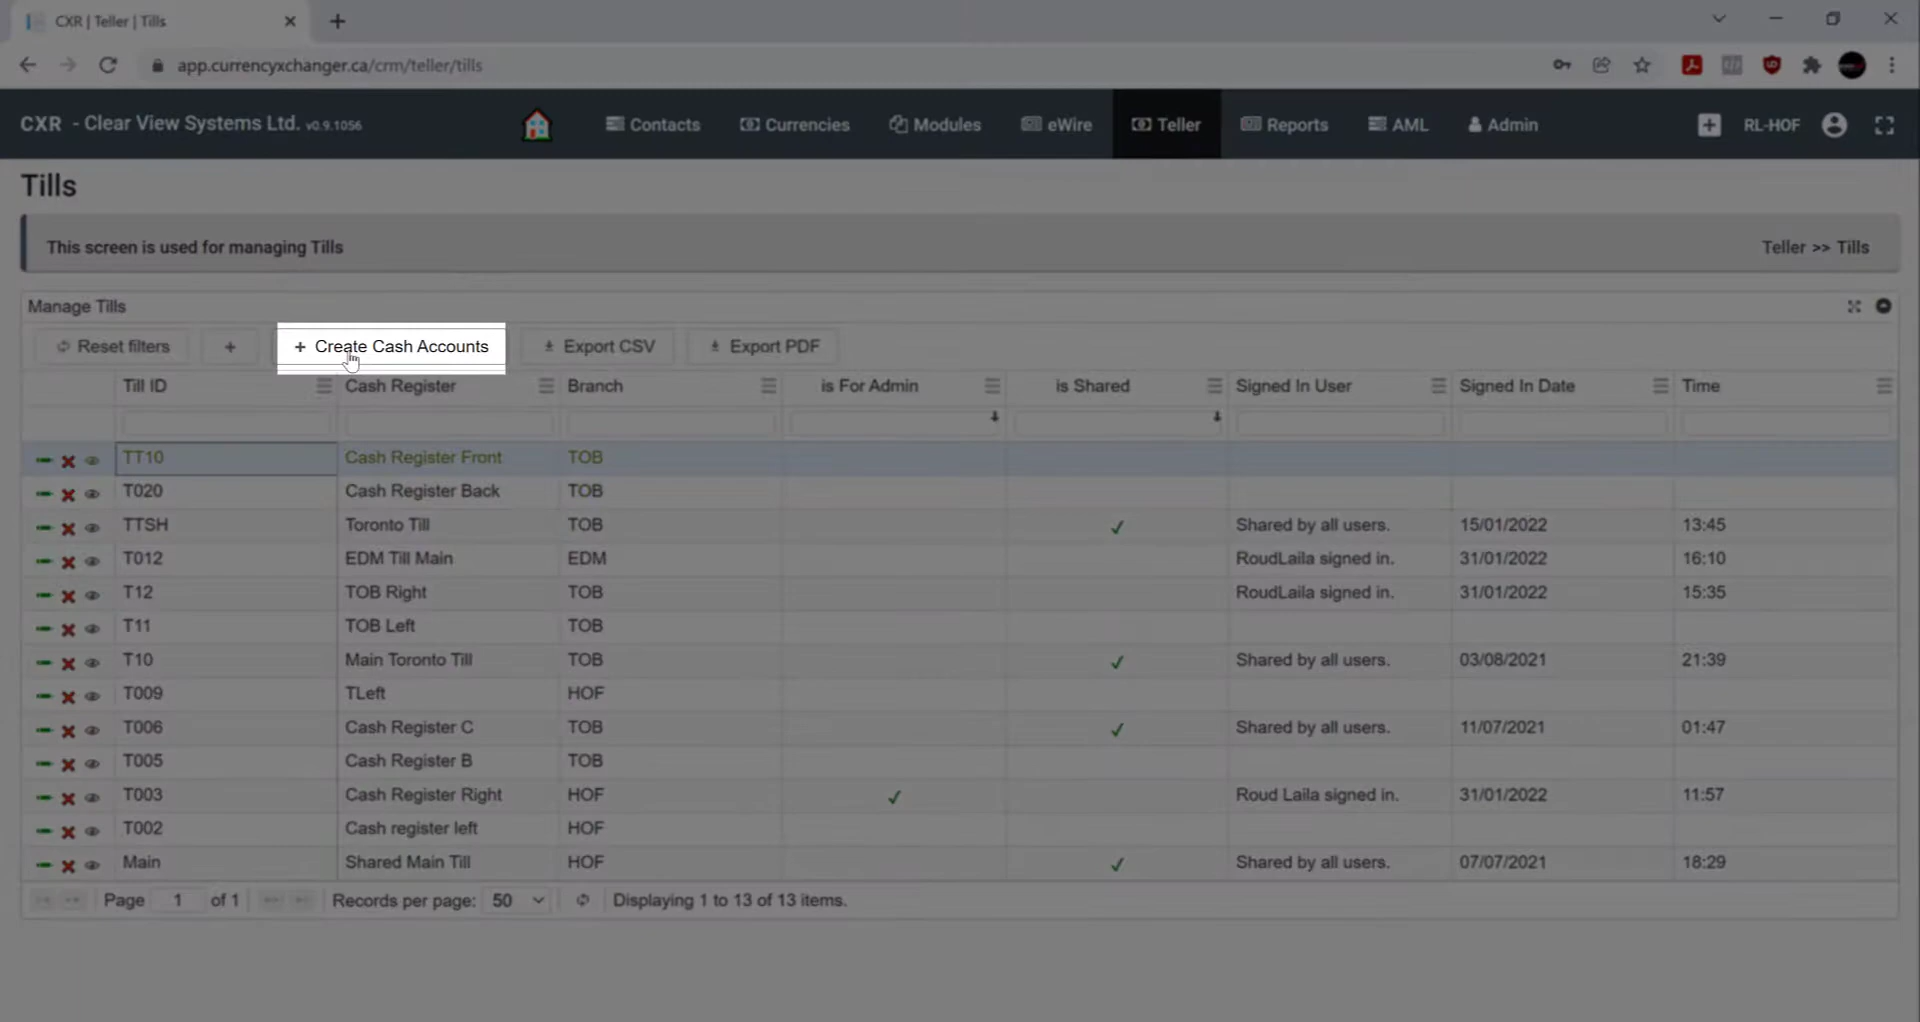 CXR | Teller | Tills
app.currencyxchanger.ca/crm/teller/tills
CXR - Clear View Systems Ltd. v0.9.1056
Contacts Currencies Modules eWire Teller Reports AML Admin RL-HOF
Tills
This screen is used for managing Tills Teller >> Tills
Manage Tills
Reset filters + + Create Cash Accounts Export CSV Export PDF
Till ID Cash Register Branch is For Admin is Shared Signed In User Signed In Date Time
TT10 Cash Register Front TOB
T020 Cash Register Back TOB
TTSH Toronto Till TOB ✓ Shared by all users. 15/01/2022 13:45
T012 EDM Till Main EDM RoudLaila signed in. 31/01/2022 16:10
T12 TOB Right TOB RoudLaila signed in. 31/01/2022 15:35
T11 TOB Left TOB
T10 Main Toronto Till TOB ✓ Shared by all users. 03/08/2021 21:39
T009 TLeft HOF
T006 Cash Register C TOB ✓ Shared by all users. 11/07/2021 01:47
T005 Cash Register B TOB
T003 Cash Register Right HOF ✓ Roud Laila signed in. 31/01/2022 11:57
T002 Cash register left HOF
Main Shared Main Till HOF ✓ Shared by all users. 07/07/2021 18:29
Page 1 of 1 Records per page: 50 Displaying 1 to 13 of 13 items.